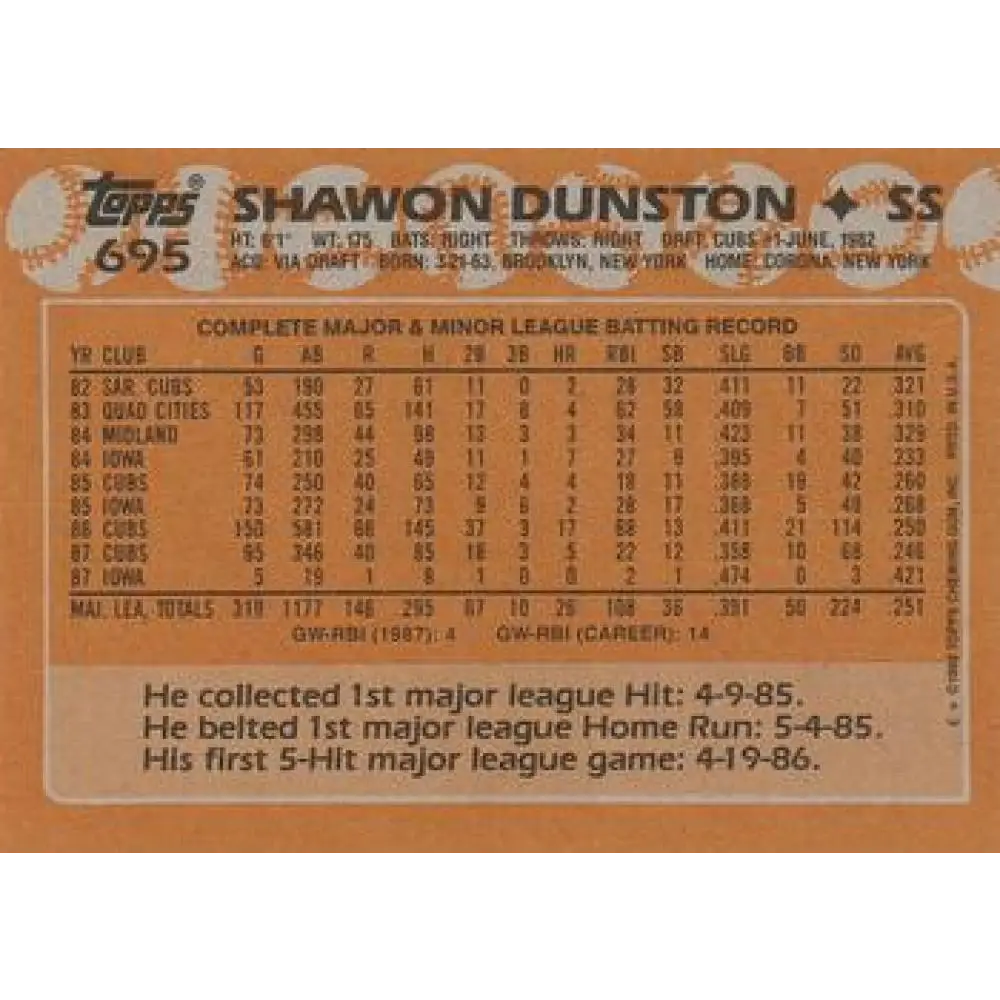 topps® SHAWON DUNSTON ✦ SS
695 HT: 6'1" WT: 175 BATS: RIGHT THROWS: RIGHT DRAFT: CUBS #1-JUNE, 1982
ACQ: VIA DRAFT BORN: 3-21-63, BROOKLYN, NEW YORK HOME: CORONA, NEW YORK
COMPLETE MAJOR & MINOR LEAGUE BATTING RECORD
YR CLUB G AB R H 2B 3B HR RBI SB SLG BB SO AVG
82 SAR. CUBS 53 190 27 61 11 0 2 28 32 .411 11 22 .321
83 QUAD CITIES 117 455 65 141 17 8 4 62 58 .409 7 51 .310
84 MIDLAND 73 298 44 98 13 3 3 34 11 .423 11 38 .329
84 IOWA 61 210 25 49 11 1 7 27 9 .395 4 40 .233
85 CUBS 74 250 40 65 12 4 4 18 11 .388 19 42 .260
85 IOWA 73 272 24 73 9 6 2 28 17 .368 5 48 .268
86 CUBS 150 581 66 145 37 3 17 68 13 .411 21 114 .250
87 CUBS 95 346 40 85 18 3 5 22 12 .358 10 68 .246
87 IOWA 5 19 1 8 1 0 0 2 1 .474 0 3 .421
MAJ. LEA. TOTALS 319 1177 146 295 67 10 26 108 36 .391 50 224 .251
GW-RBI (1987): 4 GW-RBI (CAREER): 14
He collected 1st major league Hit: 4-9-85.
He belted 1st major league Home Run: 5-4-85.
His first 5-Hit major league game: 4-19-86.
©1988 TOPPS CHEWING GUM, INC.